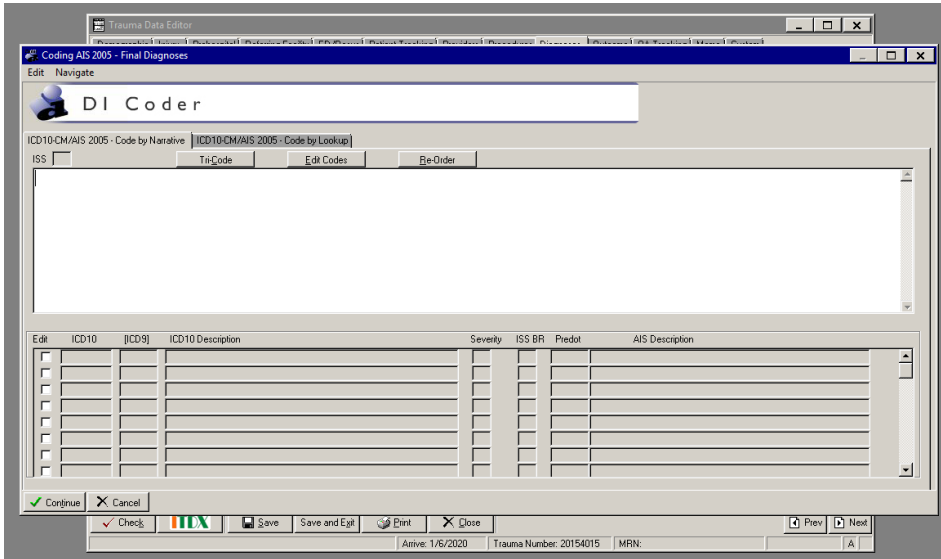 Trauma Data Editor
Coding AIS 2005 - Final Diagnoses
Edit Navigate
DI Coder
ICD10-CM/AIS 2005 - Code by Narrative ICD10-CM/AIS 2005 - Code by Lookup
ISS Tri-Code Edit Codes Re-Order
Edit ICD10 [ICD9] ICD10 Description Severity ISS BR Predot AIS Description
Continue Cancel
Check ITDX Save Save and Exit Print Close Prev Next
Arrive: 1/6/2020 Trauma Number: 20154015 MRN: A